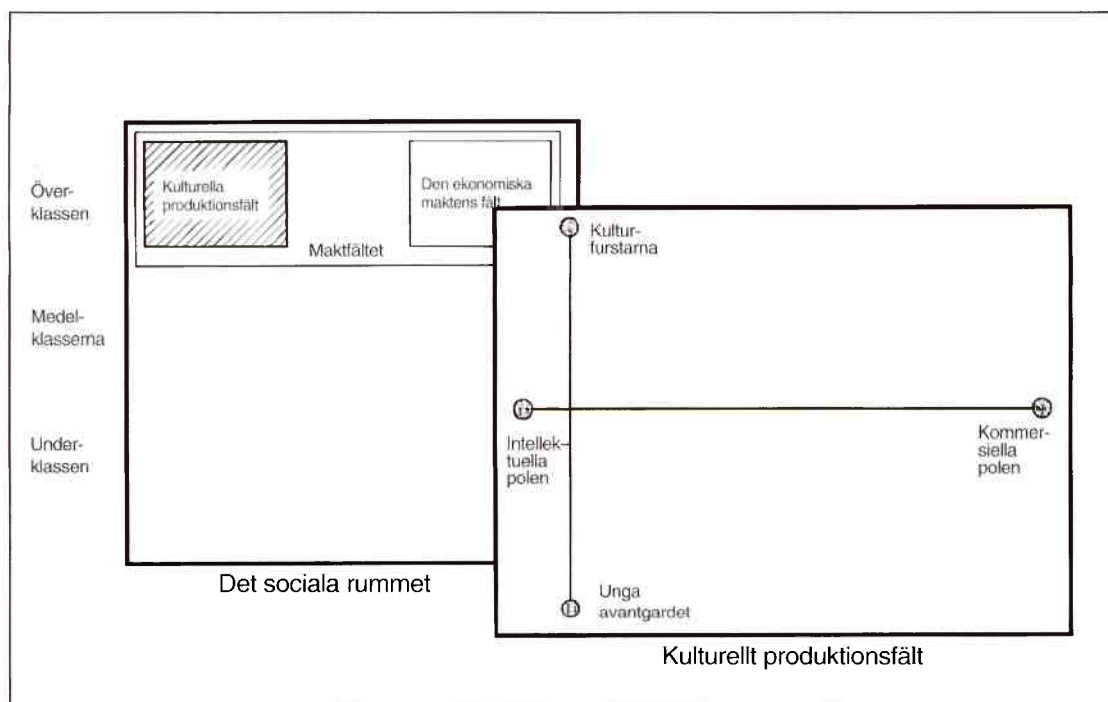 Över-
klassen
Medel-
klasserna
Under-
klassen
Kulturella
produktionsfält
Den ekonomiska
maktens fält
Maktfältet
Det sociala rummet
Kultur-
furstarna
Intellek-
tuella
polen
Kommer-
siella
polen
Unga
avantgardet
Kulturellt produktionsfält